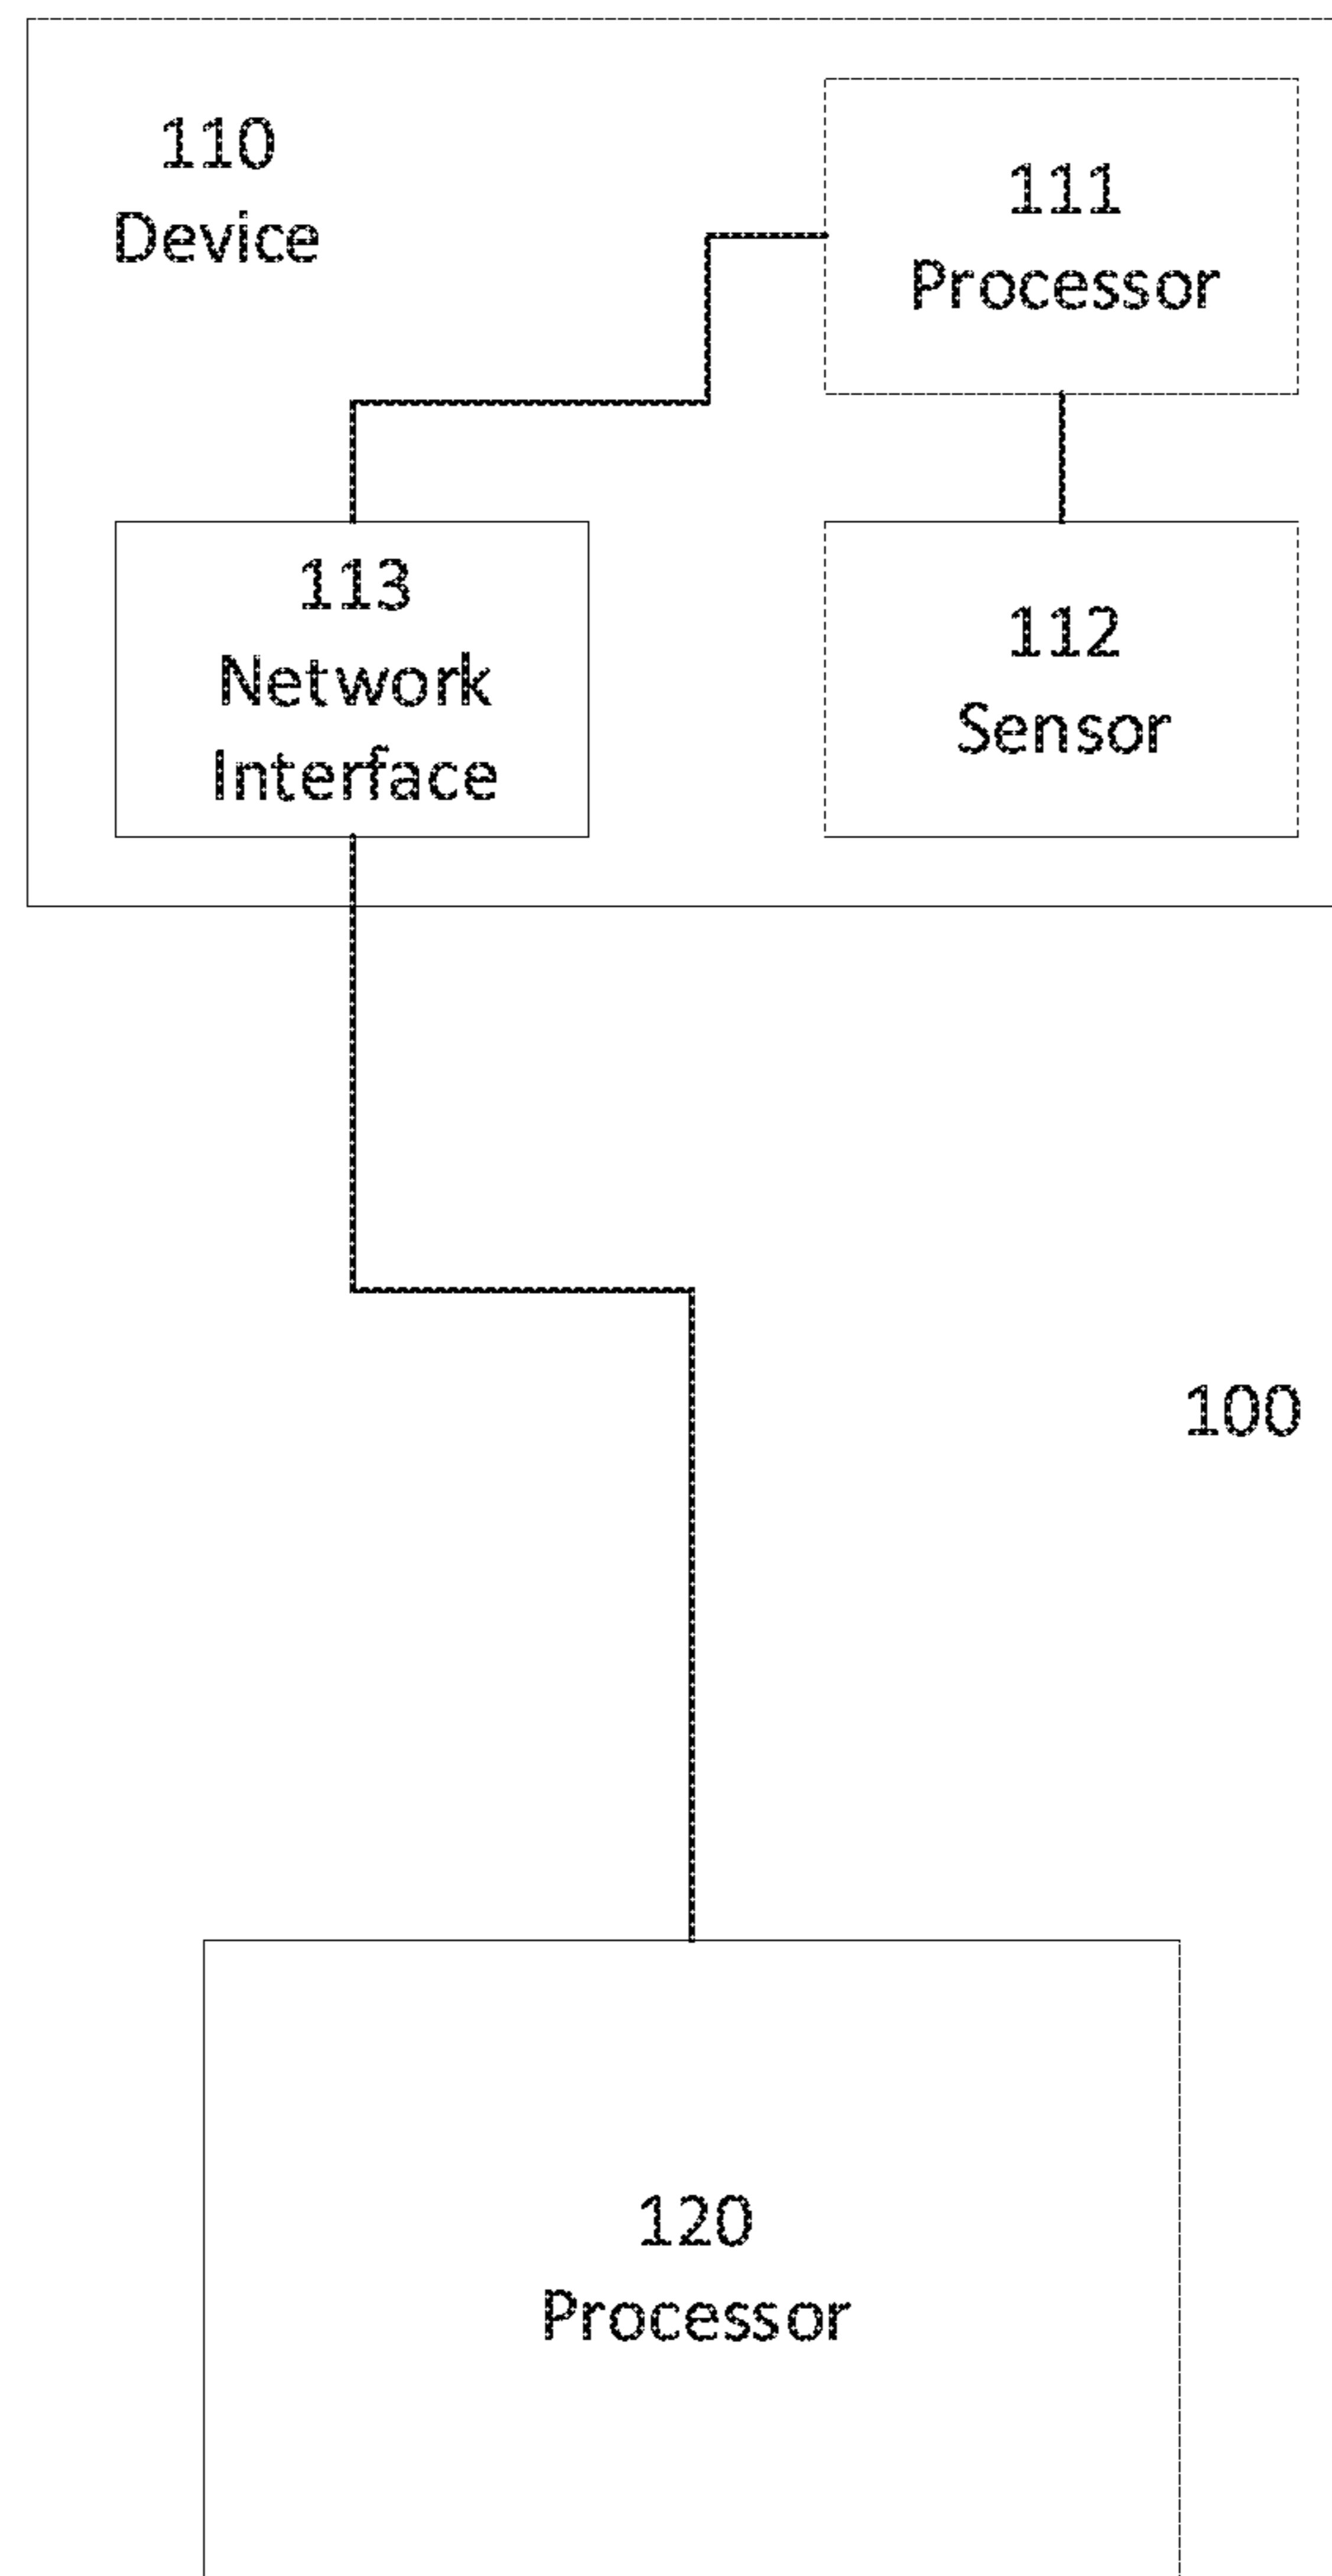 110
Device
111
Processor
113
Network
Interface
112
Sensor
100
120
Processor